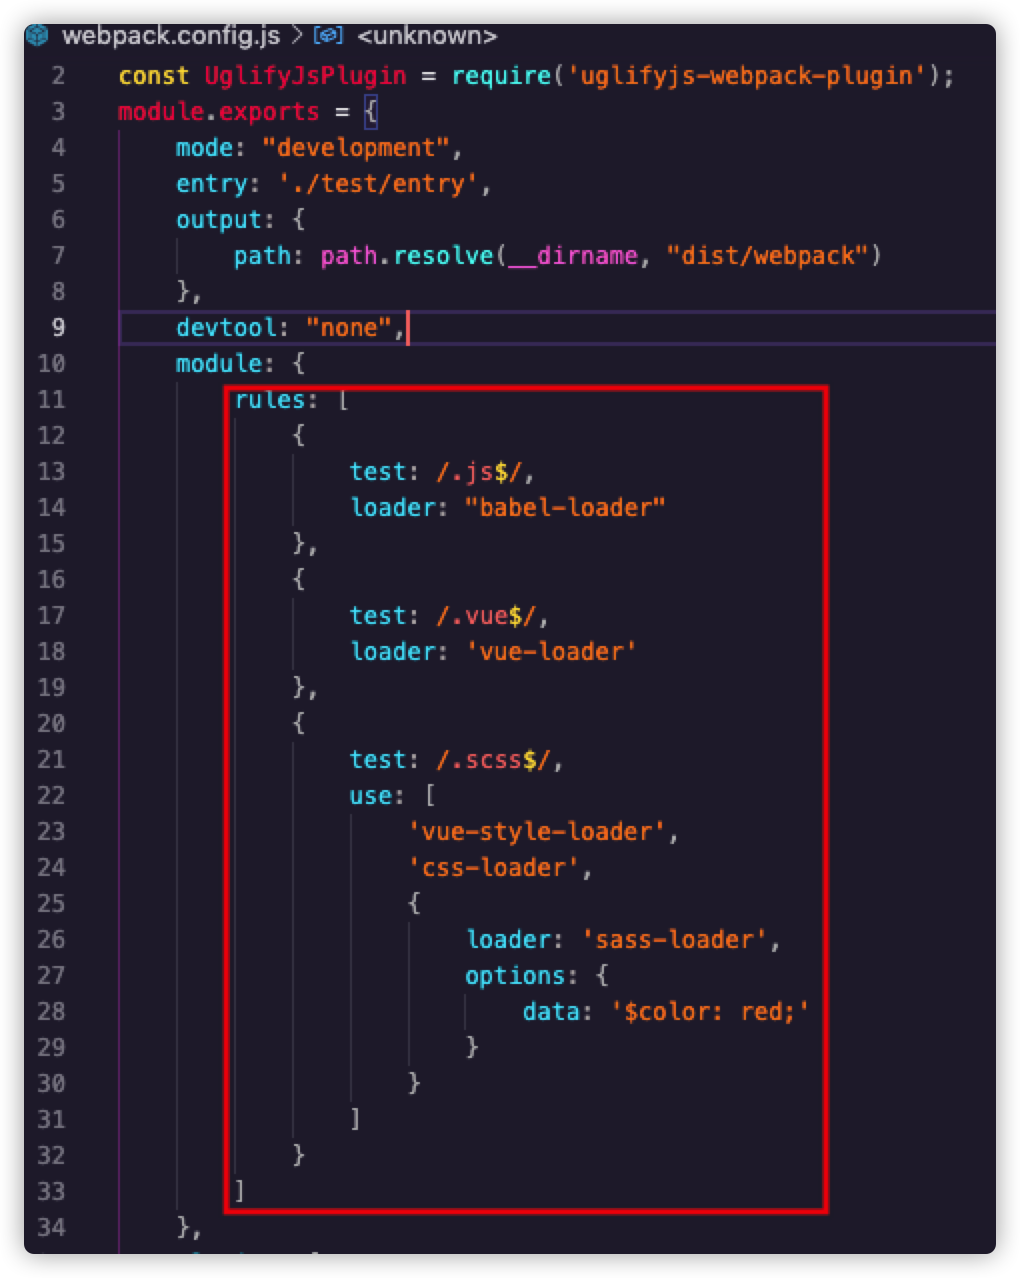 webpack.config.js > <unknown>
2 const UglifyJsPlugin = require('uglifyjs-webpack-plugin');
3 module.exports = {
4 mode: "development",
5 entry: './test/entry',
6 output: {
7 path: path.resolve(__dirname, "dist/webpack")
8 },
9 devtool: "none",
10 module: {
11 rules: [
12 {
13 test: /.js$/,
14 loader: "babel-loader"
15 },
16 {
17 test: /.vue$/,
18 loader: 'vue-loader'
19 },
20 {
21 test: /.scss$/,
22 use: [
23 'vue-style-loader',
24 'css-loader',
25 {
26 loader: 'sass-loader',
27 options: {
28 data: '$color: red;'
29 }
30 }
31 ]
32 }
33 ]
34 },